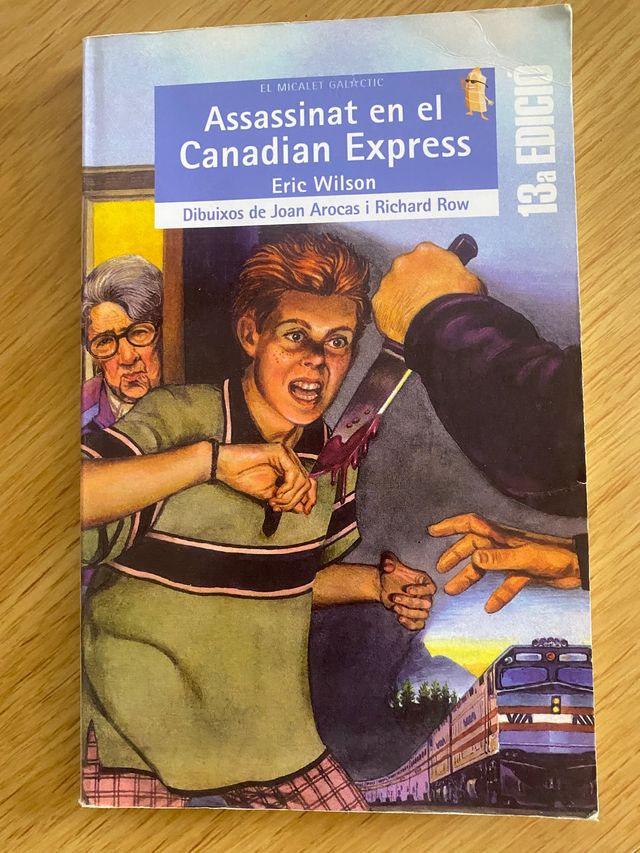 EL MICALET GALÀCTIC
Assassinat en el
Canadian Express
Eric Wilson
Dibuixos de Joan Arocas i Richard Row
13a EDICIÓ